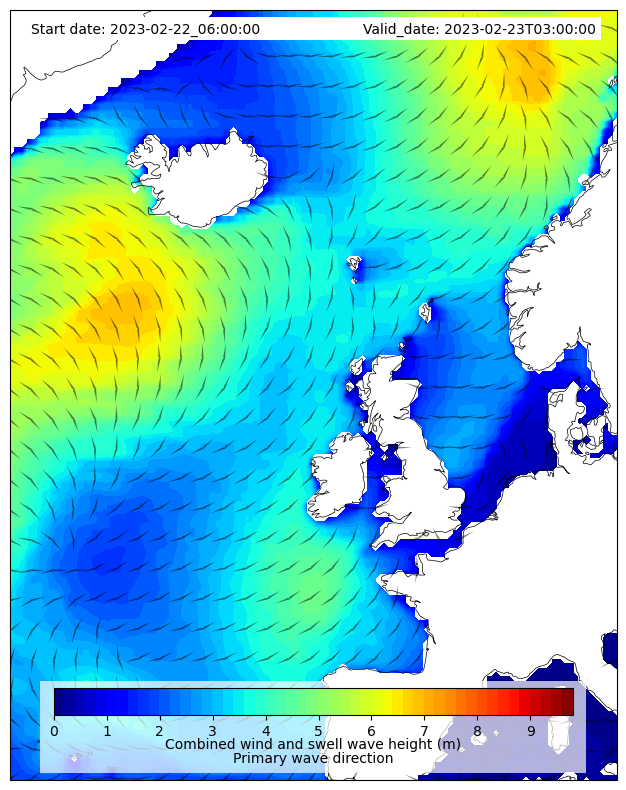 Start date: 2023-02-22_06:00:00 Valid_date: 2023-02-23T03:00:00
0 1 2 3 4 5 6 7 8 9
Combined wind and swell wave height (m)
Primary wave direction